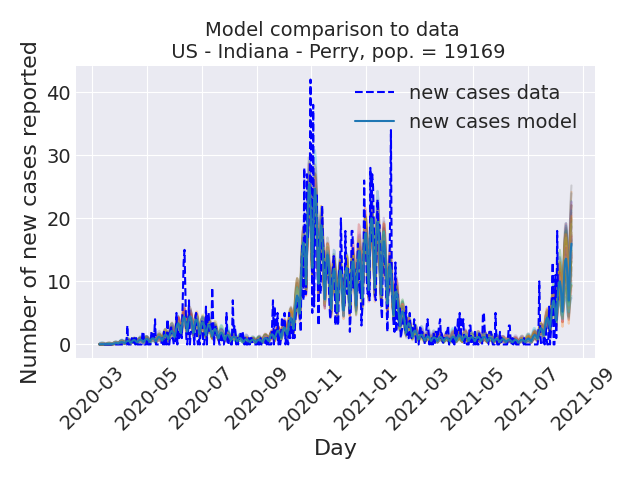 Model comparison to data
US - Indiana - Perry, pop. = 19169
Number of new cases reported
40
30
20
10
0
new cases data
new cases model
2020-03
2020-05
2020-07
2020-09
2020-11
2021-01
2021-03
2021-05
2021-07
2021-09
Day